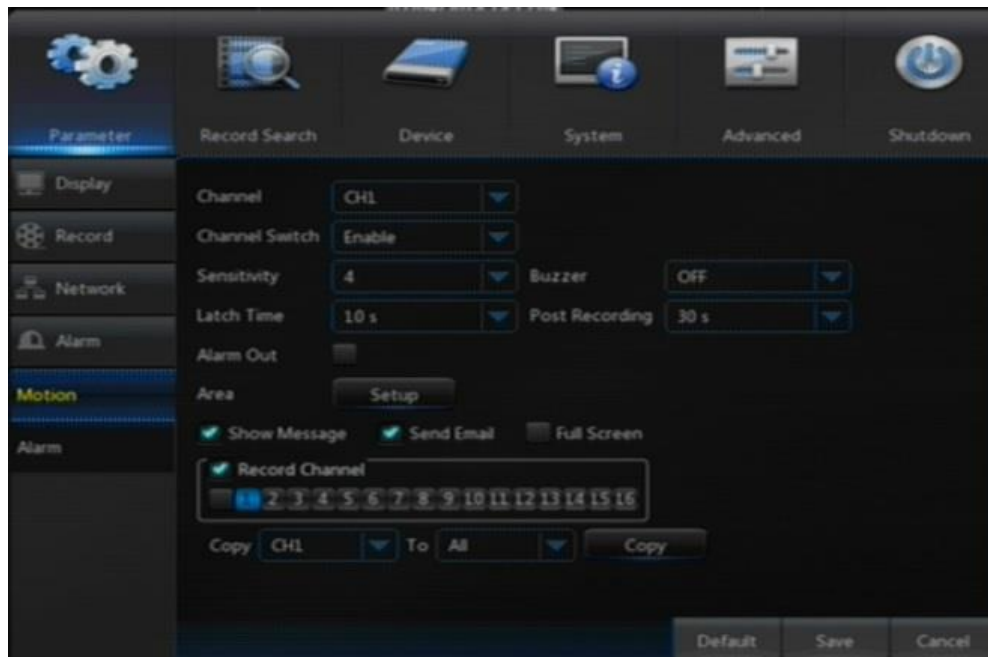 Parameter Record Search Device System Advanced Shutdown
Display
Record
Network
Alarm
Motion
Alarm
Channel CH1
Channel Switch Enable
Sensitivity 4 Buzzer OFF
Latch Time 10 s Post Recording 30 s
Alarm Out
Area Setup
Show Message Send Email Full Screen
Record Channel
1 2 3 4 5 6 7 8 9 10 11 12 13 14 15 16
Copy CH1 To All Copy
Default Save Cancel